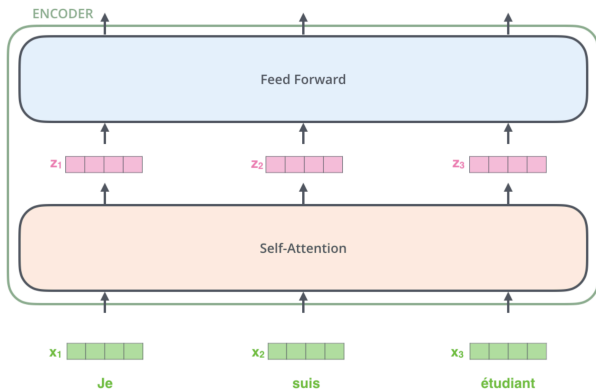 ENCODER
Feed Forward
z₁ z₂ z₃
Self-Attention
x₁ x₂ x₃
Je suis étudiant